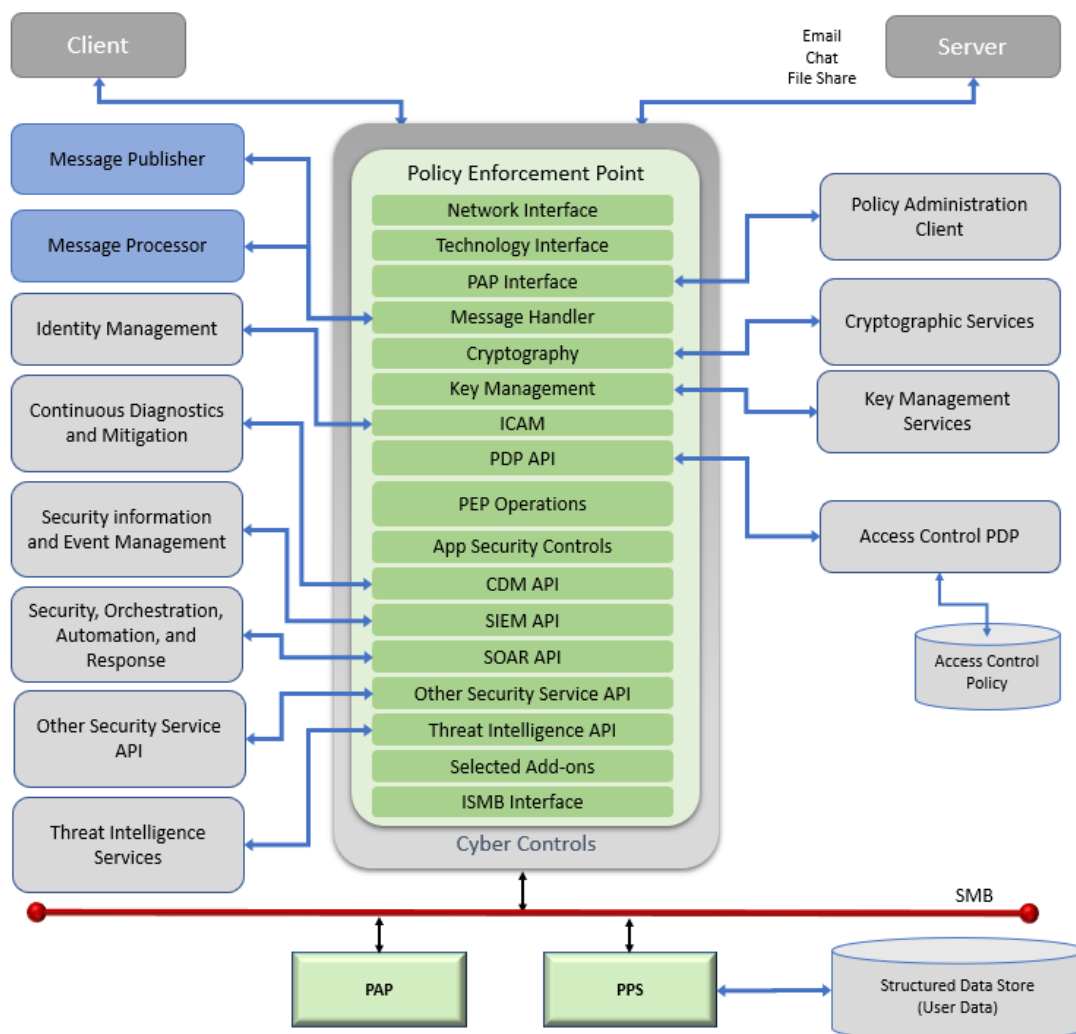 Client
Email
Chat
File Share
Server
Message Publisher
Message Processor
Identity Management
Continuous Diagnostics
and Mitigation
Security information
and Event Management
Security, Orchestration,
Automation, and
Response
Other Security Service
API
Threat Intelligence
Services
Policy Enforcement Point
Network Interface
Technology Interface
PAP Interface
Message Handler
Cryptography
Key Management
ICAM
PDP API
PEP Operations
App Security Controls
CDM API
SIEM API
SOAR API
Other Security Service API
Threat Intelligence API
Selected Add-ons
ISMB Interface
Cyber Controls
Policy Administration
Client
Cryptographic Services
Key Management
Services
Access Control PDP
Access Control
Policy
SMB
PAP
PPS
Structured Data Store
(User Data)